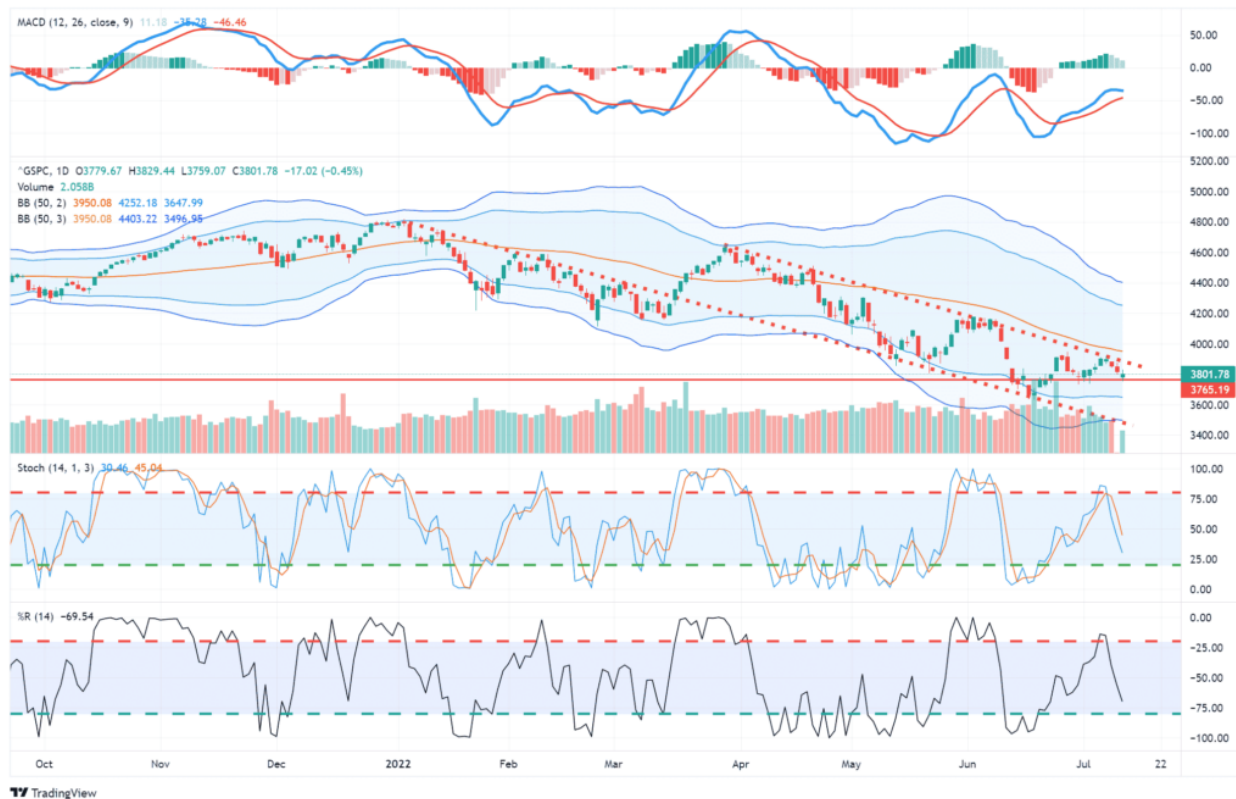 MACD (12, 26, close, 9) 11.18 −35.28 −46.46
50.00
0.00
−50.00
−100.00
^GSPC, 1D O3779.67 H3829.44 L3759.07 C3801.78 −17.02 (−0.45%)
Volume 2.058B
BB (50, 2) 3950.08 4252.18 3647.99
BB (50, 3) 3950.08 4403.22 3496.95
5200.00
5000.00
4800.00
4600.00
4400.00
4200.00
4000.00
3801.78
3765.19
3600.00
3400.00
Stoch (14, 1, 3) 30.46 45.04
100.00
75.00
50.00
25.00
0.00
%R (14) −69.54
0.00
−25.00
−50.00
−75.00
−100.00
Oct Nov Dec 2022 Feb Mar Apr May Jun Jul 22
TradingView